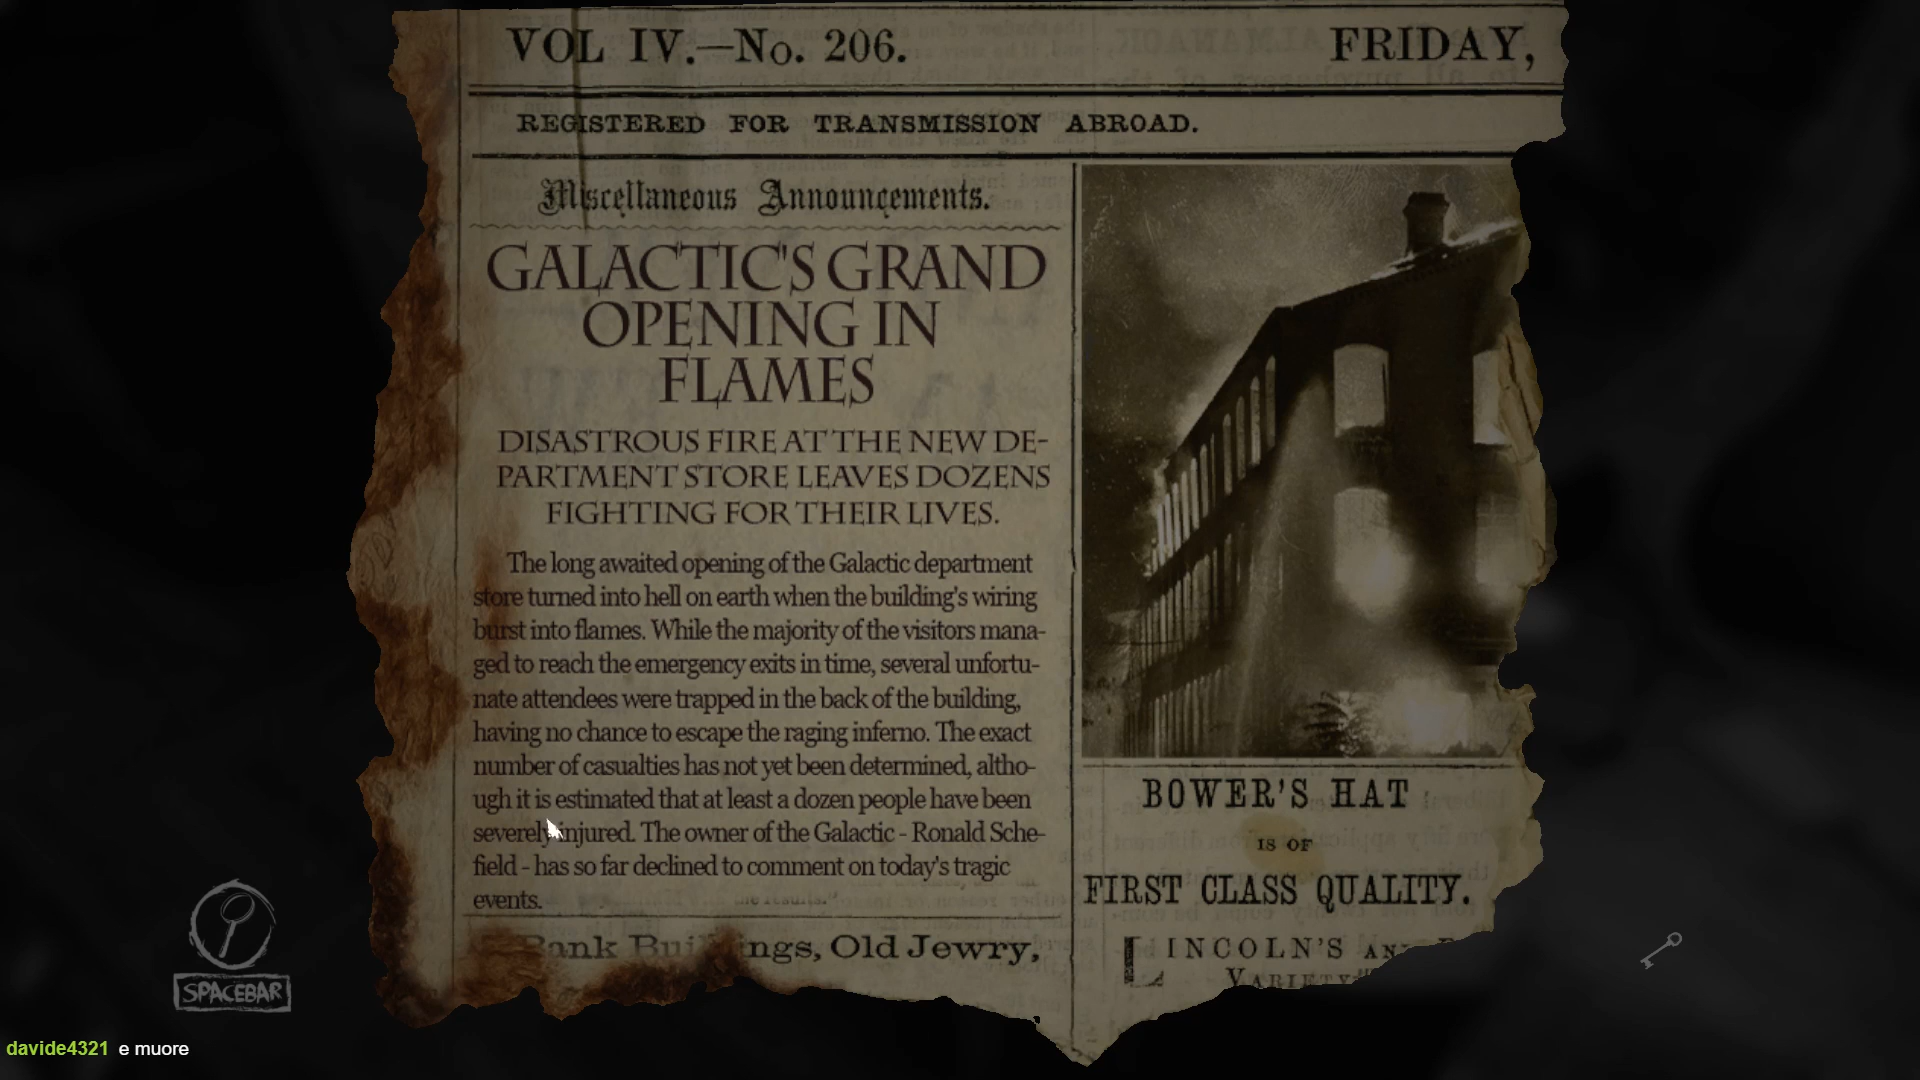 VOL IV.—No. 206.
FRIDAY,
REGISTERED FOR TRANSMISSION ABROAD.
Miscellaneous Announcements.
GALACTIC'S GRAND
OPENING IN
FLAMES
DISASTROUS FIRE AT THE NEW DE-
PARTMENT STORE LEAVES DOZENS
FIGHTING FOR THEIR LIVES.
The long awaited opening of the Galactic department
store turned into hell on earth when the building's wiring
burst into flames. While the majority of the visitors mana-
ged to reach the emergency exits in time, several unfortu-
nate attendees were trapped in the back of the building,
having no chance to escape the raging inferno. The exact
number of casualties has not yet been determined, altho-
ugh it is estimated that at least a dozen people have been
severely injured. The owner of the Galactic - Ronald Sche-
field - has so far declined to comment on today's tragic
events.
Bank Buildings, Old Jewry,
BOWER'S HAT
IS OF
FIRST CLASS QUALITY.
LINCOLN'S AND
VARIETY
SPACEBAR
davide4321 e muore